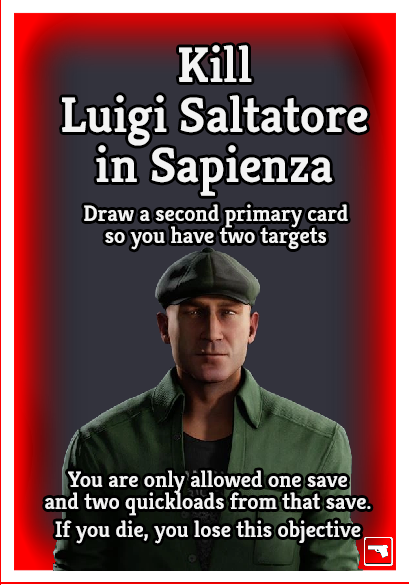 Kill
Luigi Saltatore
in Sapienza
Draw a second primary card
so you have two targets
You are only allowed one save
and two quickloads from that save.
If you die, you lose this objective